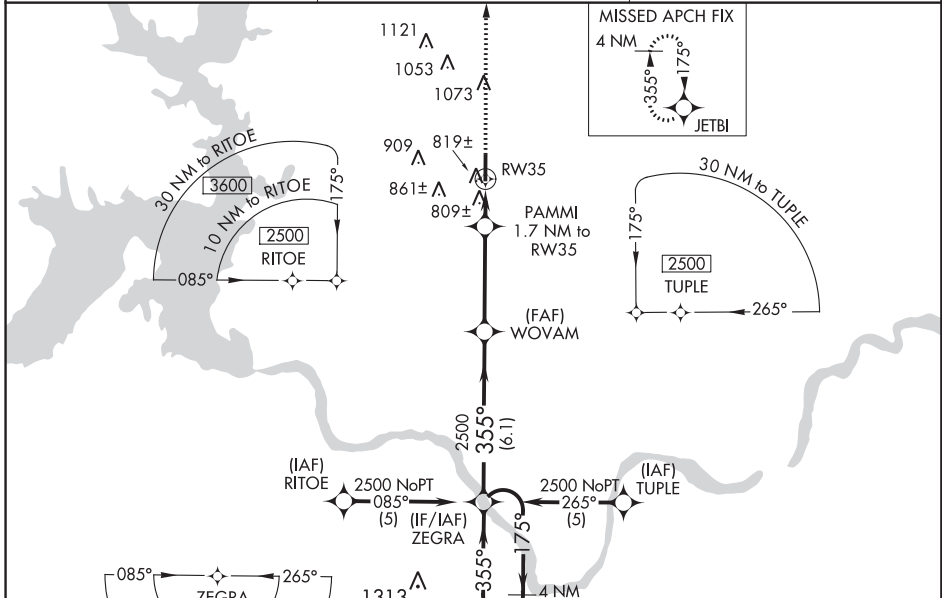 MISSED APCH FIX
4 NM
355°
175°
JETBI
1121
1053
1073
909
819±
RW35
861±
809±
PAMMI
1.7 NM to
RW35
30 NM to RITOE
3600
10 NM to RITOE
2500
RITOE
175°
085°
30 NM to TUPLE
175°
2500
TUPLE
265°
(FAF)
WOVAM
2500
355°
(6.1)
(IAF)
RITOE
2500 NoPT
085°
(5)
(IF/IAF)
ZEGRA
2500 NoPT
265°
(5)
(IAF)
TUPLE
355°
175°
4 NM
085°
265°
ZEGRA
1313